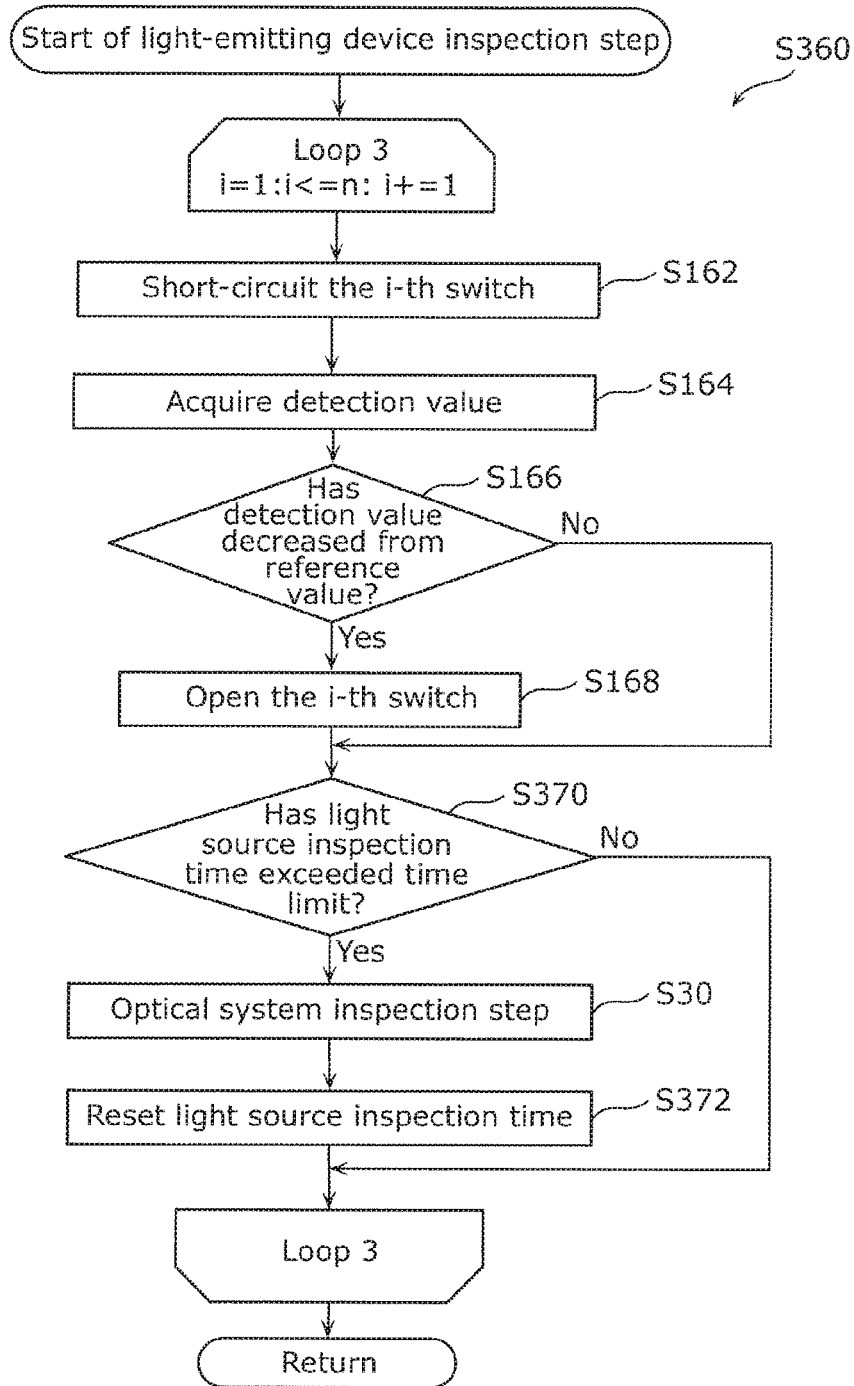 Start of light-emitting device inspection step
S360
Loop 3
i=1:i<=n: i+=1
Short-circuit the i-th switch
S162
Acquire detection value
S164
S166
Has
detection value
decreased from
reference
value?
No
Yes
Open the i-th switch
S168
S370
Has light
source inspection
time exceeded time
limit?
No
Yes
Optical system inspection step
S30
Reset light source inspection time
S372
Loop 3
Return